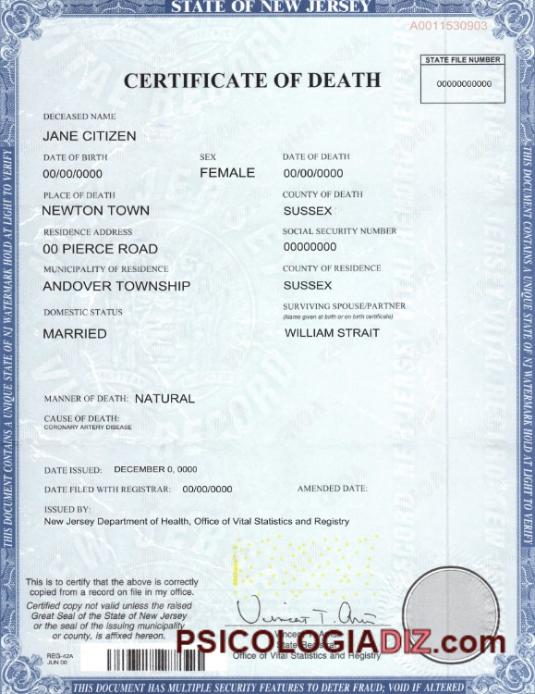 STATE OF NEW JERSEY
A0011530903
STATE FILE NUMBER
00000000000
CERTIFICATE OF DEATH
DECEASED NAME
JANE CITIZEN
DATE OF BIRTH SEX DATE OF DEATH
00/00/0000 FEMALE 00/00/0000
PLACE OF DEATH COUNTY OF DEATH
NEWTON TOWN SUSSEX
RESIDENCE ADDRESS SOCIAL SECURITY NUMBER
00 PIERCE ROAD 00000000
MUNICIPALITY OF RESIDENCE COUNTY OF RESIDENCE
ANDOVER TOWNSHIP SUSSEX
DOMESTIC STATUS SURVIVING SPOUSE/PARTNER
(Name given at birth or on birth certificate)
MARRIED WILLIAM STRAIT
MANNER OF DEATH: NATURAL
CAUSE OF DEATH:
CORONARY ARTERY DISEASE
DATE ISSUED: DECEMBER 0, 0000
DATE FILED WITH REGISTRAR: 00/00/0000 AMENDED DATE:
ISSUED BY:
New Jersey Department of Health, Office of Vital Statistics and Registry
This is to certify that the above is correctly
copied from a record on file in my office.
Certified copy not valid unless the raised
Great Seal of the State of New Jersey
or the seal of the issuing municipality
or county, is affixed hereon.
REG-42A
JUN 00
Vincent T.
State Registrar
Office of Vital Statistics and Registry
PSICOLOGIADIZ.com
THIS DOCUMENT CONTAINS A UNIQUE STATE OF NJ WATERMARK HOLD AT LIGHT TO VERIFY
THIS DOCUMENT CONTAINS A UNIQUE STATE OF NJ WATERMARK HOLD AT LIGHT TO VERIFY
THIS DOCUMENT HAS MULTIPLE SECURITY FEATURES TO DETER FRAUD; VOID IF ALTERED